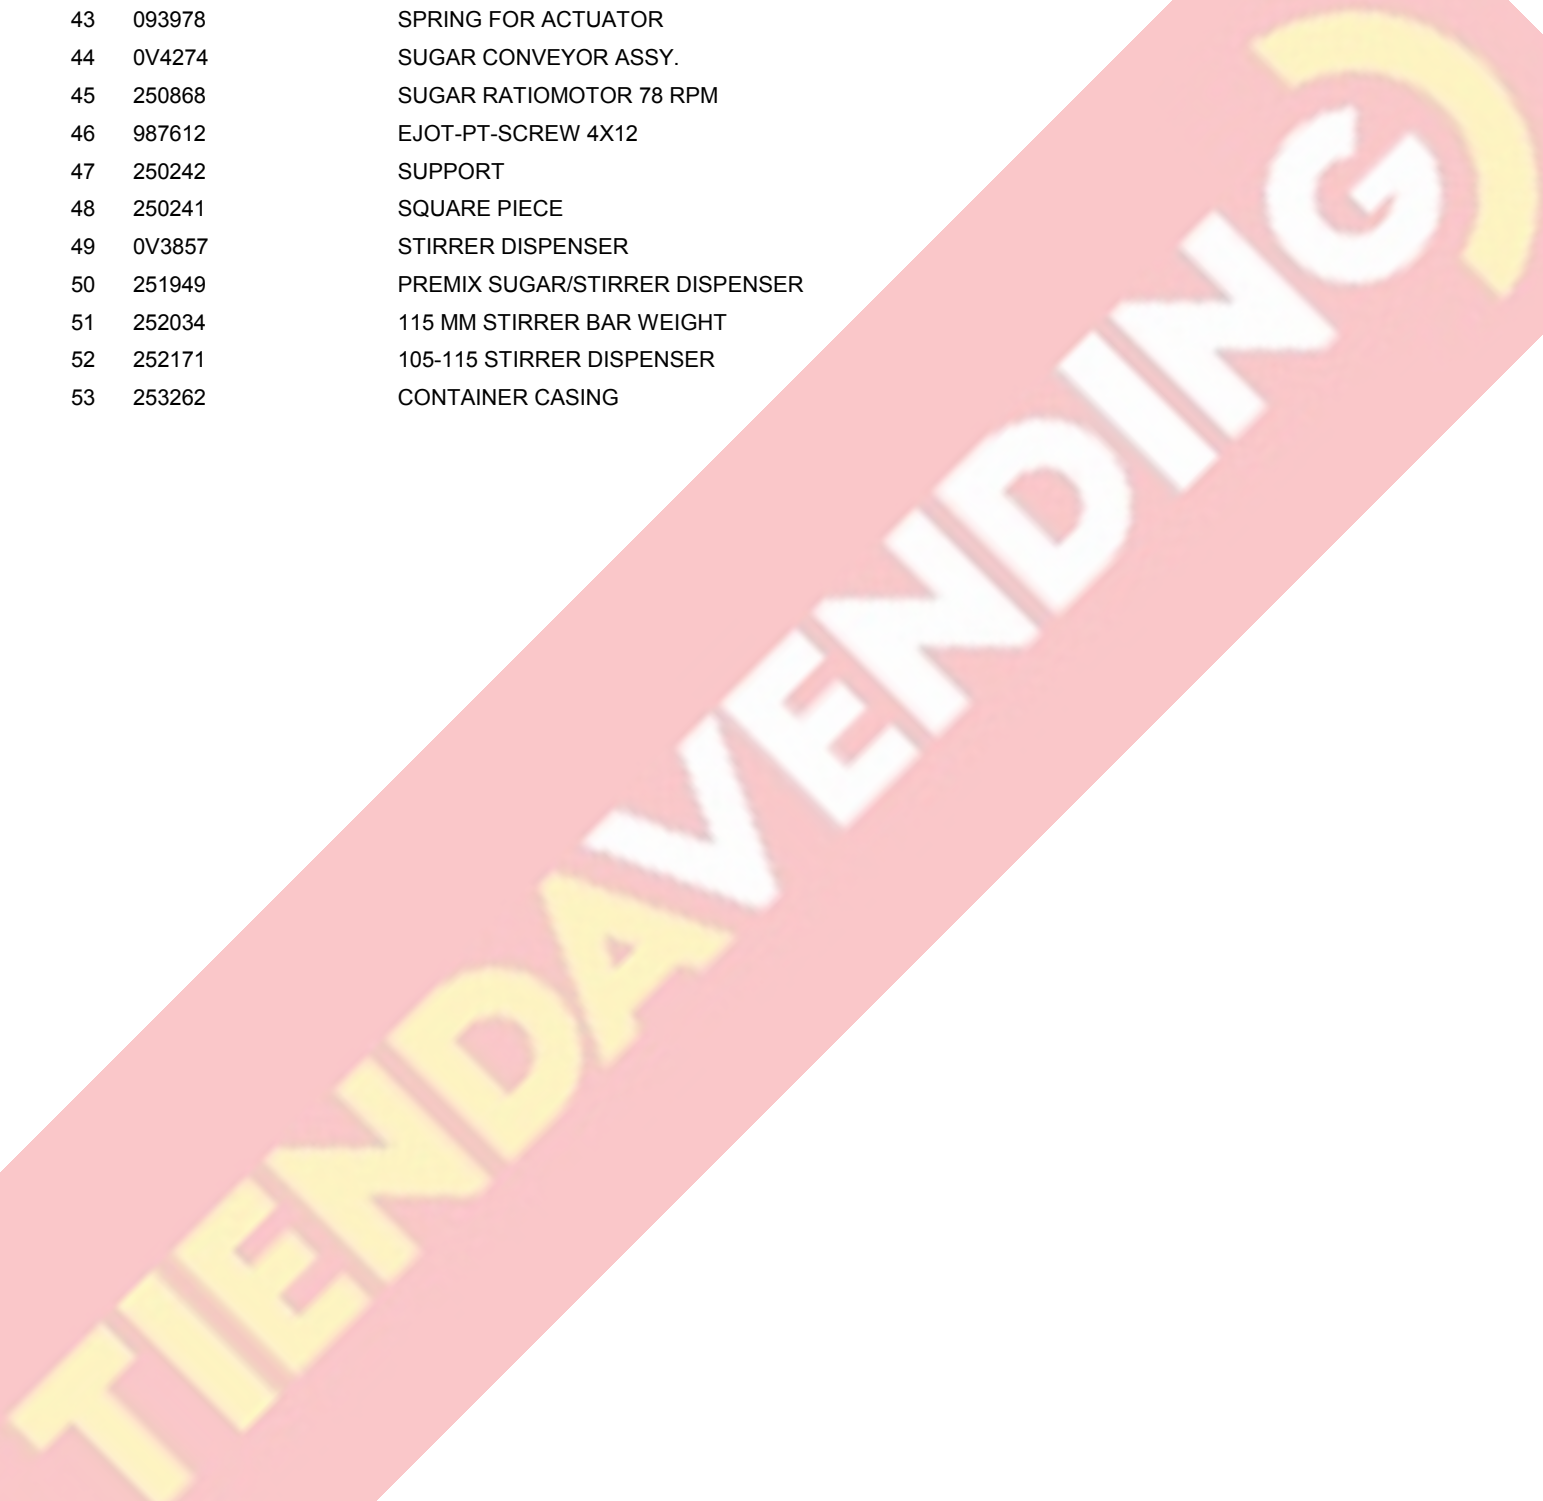 43 093978 SPRING FOR ACTUATOR
44 0V4274 SUGAR CONVEYOR ASSY.
45 250868 SUGAR RATIOMOTOR 78 RPM
46 987612 EJOT-PT-SCREW 4X12
47 250242 SUPPORT
48 250241 SQUARE PIECE
49 0V3857 STIRRER DISPENSER
50 251949 PREMIX SUGAR/STIRRER DISPENSER
51 252034 115 MM STIRRER BAR WEIGHT
52 252171 105-115 STIRRER DISPENSER
53 253262 CONTAINER CASING
TIENDAVENDING